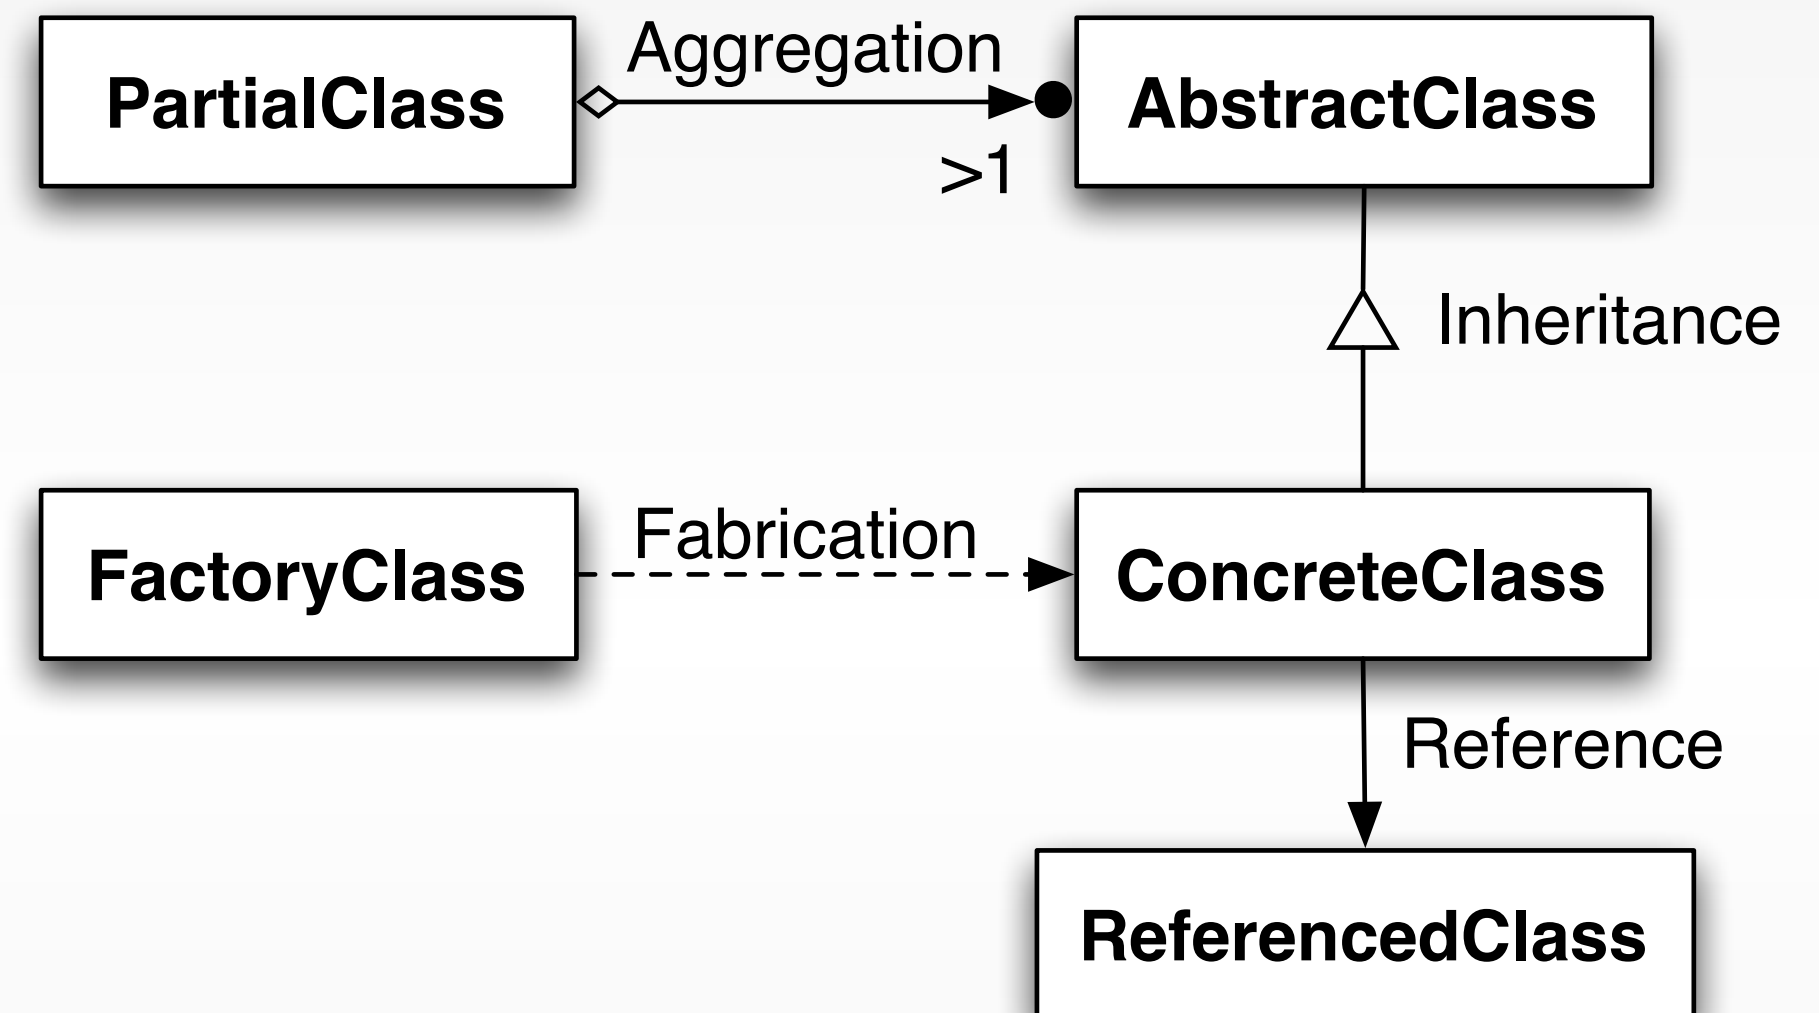 PartialClass
Aggregation
>1
AbstractClass
Inheritance
FactoryClass
Fabrication
ConcreteClass
Reference
ReferencedClass